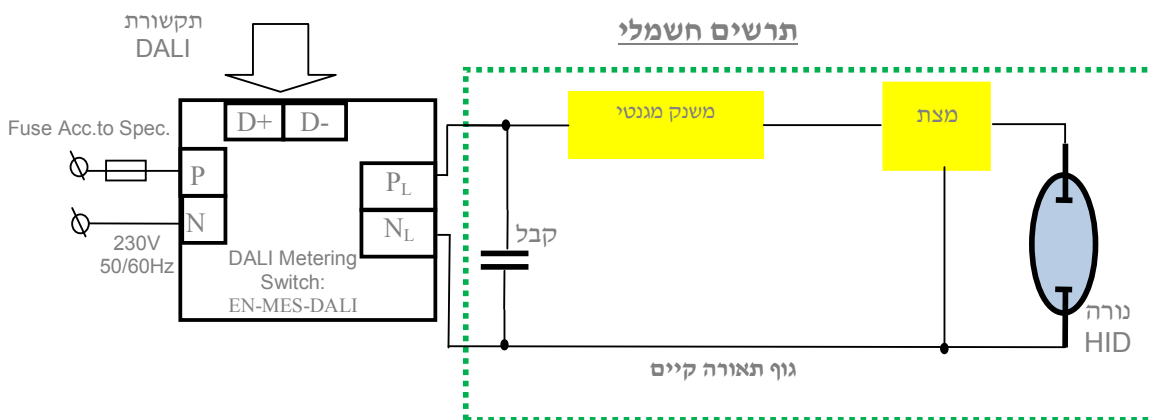 תרשים חשמלי
תקשורת
DALI
Fuse Acc.to Spec.
D+
D-
P
N
PL
NL
230V
50/60Hz
DALI Metering
Switch:
EN-MES-DALI
משנק מגנטי
מצת
קבל
נורה
HID
גוף תאורה קיים